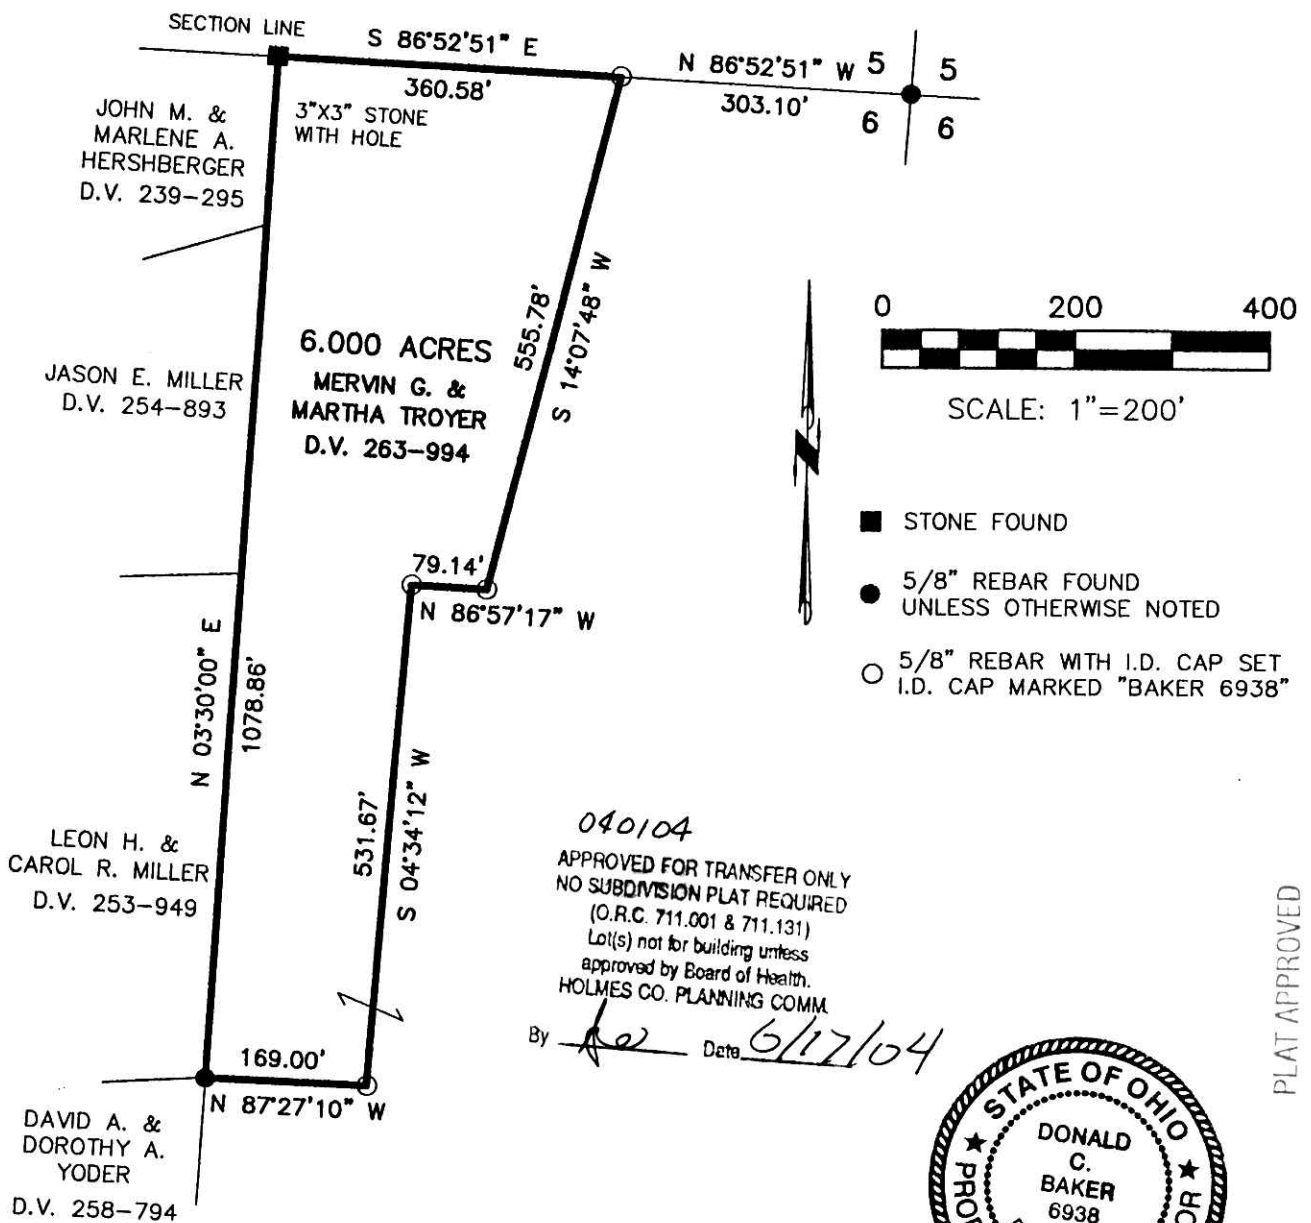 SECTION LINE
S 86°52'51" E
360.58'
N 86°52'51" W
303.10'
5
5
6
6
JOHN M. &
MARLENE A.
HERSHBERGER
D.V. 239-295
3"X3" STONE
WITH HOLE
555.78'
S 14°07'48" W
0 200 400
SCALE: 1"=200'
6.000 ACRES
MERVIN G. &
MARTHA TROYER
D.V. 263-994
JASON E. MILLER
D.V. 254-893
N
STONE FOUND
5/8" REBAR FOUND
UNLESS OTHERWISE NOTED
5/8" REBAR WITH I.D. CAP SET
I.D. CAP MARKED "BAKER 6938"
79.14'
N 86°57'17" W
N 03°30'00" E
1078.86'
531.67'
S 04°34'12" W
LEON H. &
CAROL R. MILLER
D.V. 253-949
040104
APPROVED FOR TRANSFER ONLY
NO SUBDIVISION PLAT REQUIRED
(O.R.C. 711.001 & 711.131)
Lot(s) not for building unless
approved by Board of Health.
HOLMES CO. PLANNING COMM.
By Date 6/17/04
PLAT APPROVED
169.00'
N 87°27'10" W
DAVID A. &
DOROTHY A.
YODER
D.V. 258-794
STATE OF OHIO
DONALD
C.
BAKER
6938